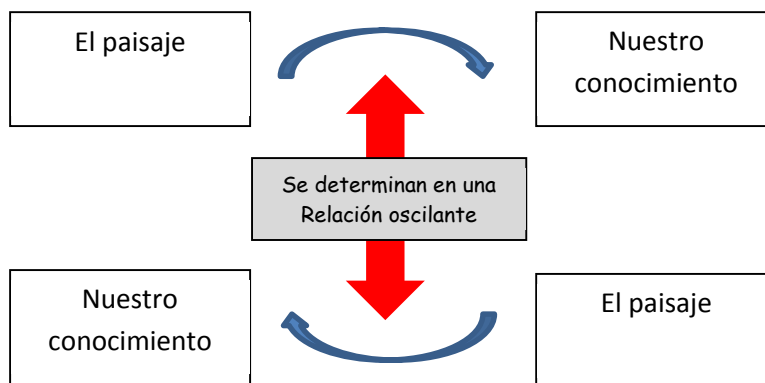 El paisaje
Nuestro
conocimiento
Se determinan en una
Relación oscilante
Nuestro
conocimiento
El paisaje